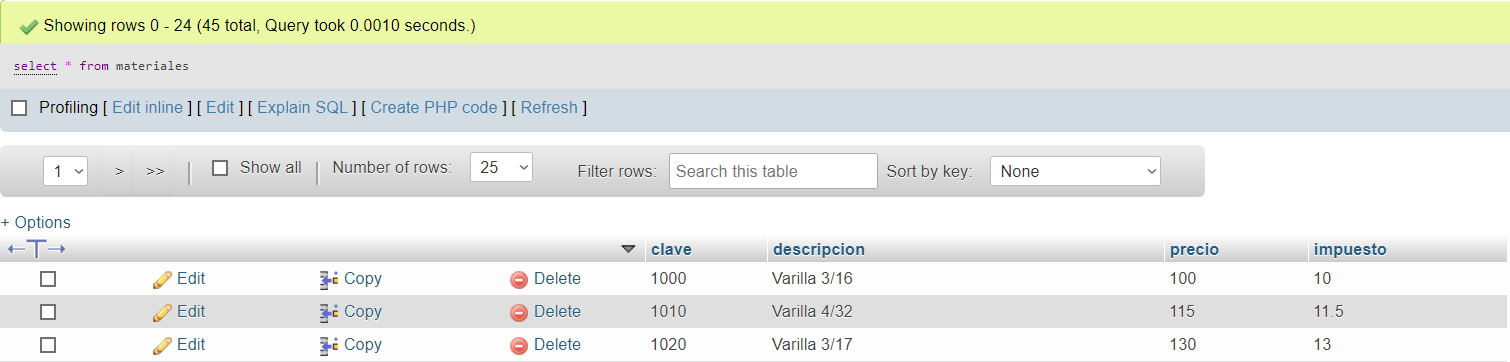 Showing rows 0 - 24 (45 total, Query took 0.0010 seconds.)
select * from materiales
Profiling [ Edit inline ] [ Edit ] [ Explain SQL ] [ Create PHP code ] [ Refresh ]
1 > >> Show all Number of rows: 25 Filter rows: Search this table Sort by key: None
+ Options
←T→ clave descripcion precio impuesto
Edit Copy Delete 1000 Varilla 3/16 100 10
Edit Copy Delete 1010 Varilla 4/32 115 11.5
Edit Copy Delete 1020 Varilla 3/17 130 13